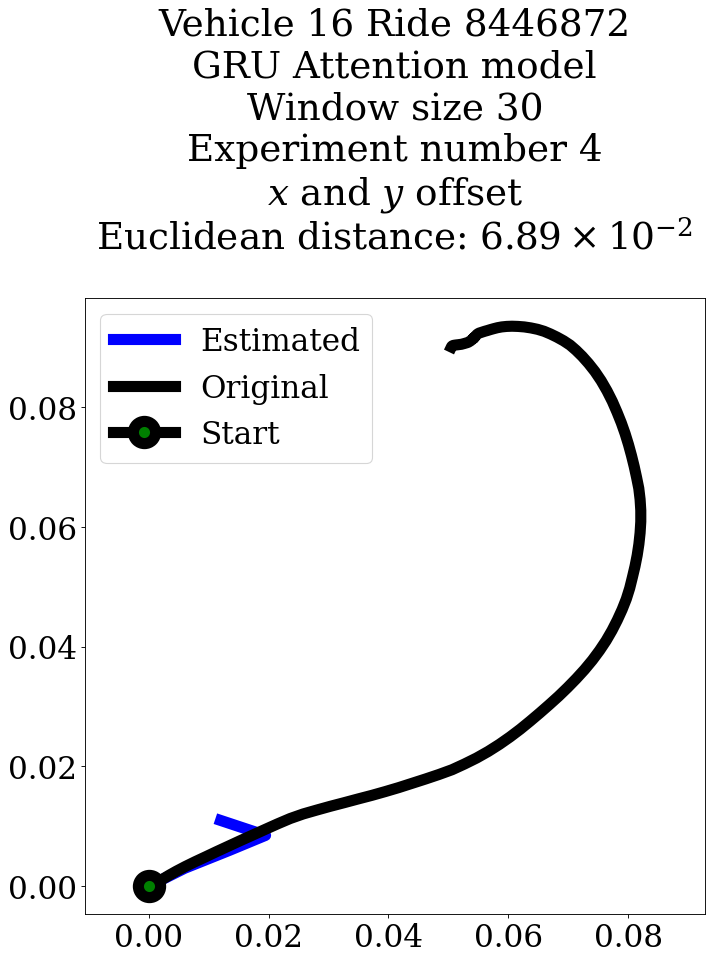 Vehicle 16 Ride 8446872
GRU Attention model
Window size 30
Experiment number 4
x and y offset
Euclidean distance: 6.89 × 10⁻²
Estimated
Original
Start
0.08
0.06
0.04
0.02
0.00
0.00 0.02 0.04 0.06 0.08